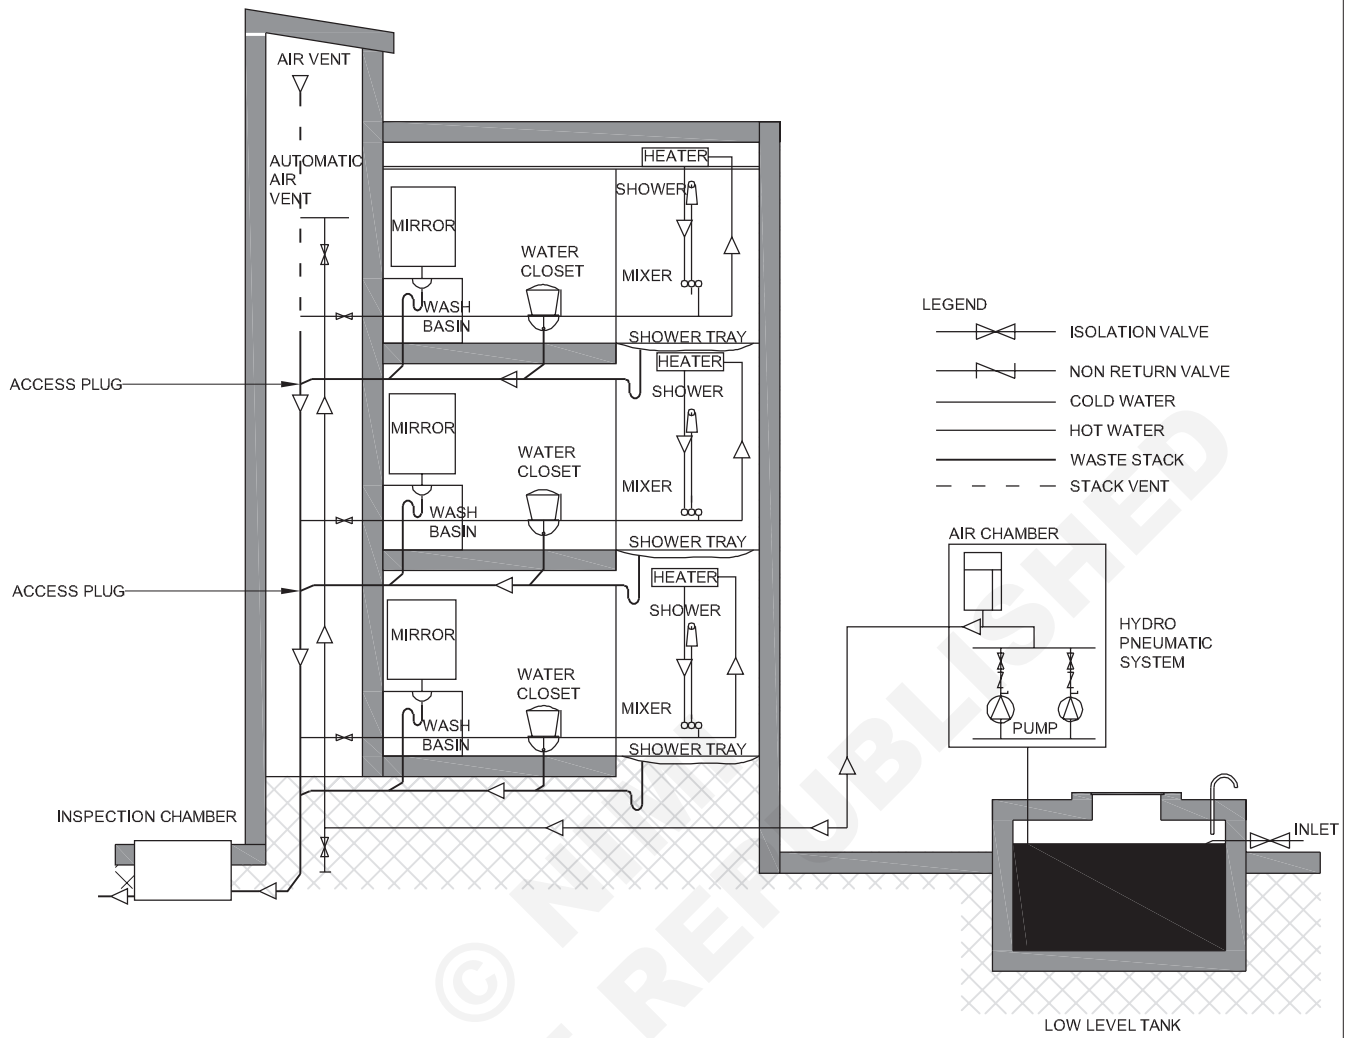 AIR VENT
AUTOMATIC
AIR
VENT
HEATER
SHOWER
MIRROR
WATER
CLOSET
MIXER
WASH
BASIN
SHOWER TRAY
ACCESS PLUG
HEATER
SHOWER
MIRROR
WATER
CLOSET
MIXER
WASH
BASIN
SHOWER TRAY
ACCESS PLUG
HEATER
SHOWER
MIRROR
WATER
CLOSET
MIXER
WASH
BASIN
SHOWER TRAY
INSPECTION CHAMBER
LEGEND
ISOLATION VALVE
NON RETURN VALVE
COLD WATER
HOT WATER
WASTE STACK
STACK VENT
AIR CHAMBER
HYDRO
PNEUMATIC
SYSTEM
PUMP
INLET
LOW LEVEL TANK
© NIMI
REPUBLISHED